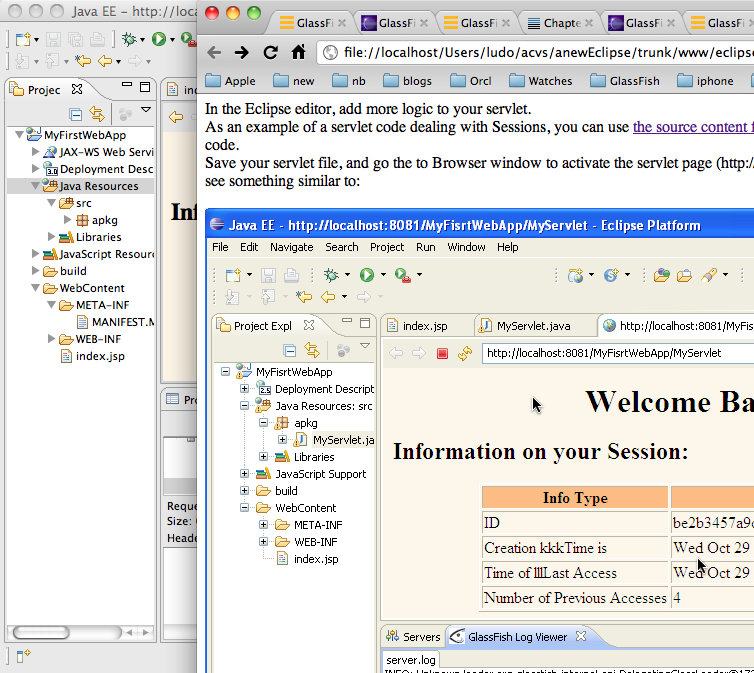 Java EE - http://localho
GlassFi
GlassFi
GlassFi
Chapte
GlassFi
GlassFi
file://localhost/Users/ludo/acvs/anewEclipse/trunk/www/eclips
Apple
new
nb
blogs
Orcl
Watches
GlassFish
iphone
Projec
MyFirstWebApp
JAX-WS Web Servi
Deployment Desc
Java Resources
src
apkg
Libraries
JavaScript Resourc
build
WebContent
META-INF
MANIFEST.M
WEB-INF
index.jsp
In the Eclipse editor, add more logic to your servlet.
As an example of a servlet code dealing with Sessions, you can use the source content f
code.
Save your servlet file, and go the to Browser window to activate the servlet page (http:/
see something similar to:
Java EE - http://localhost:8081/MyFisrtWebApp/MyServlet - Eclipse Platform
File Edit Navigate Search Project Run Window Help
Project Expl
MyFisrtWebApp
Deployment Descript
Java Resources: src
apkg
MyServlet.ja
Libraries
JavaScript Support
build
WebContent
META-INF
WEB-INF
index.jsp
index.jsp
MyServlet.java
http://localhost:8081/MyFis
http://localhost:8081/MyFisrtWebApp/MyServlet
Welcome Ba
Information on your Session:
Info Type
ID be2b3457a9
Creation kkkTime is Wed Oct 29
Time of lllLast Access Wed Oct 29
Number of Previous Accesses 4
Servers
GlassFish Log Viewer
server.log
Reque
Size: (
Heade